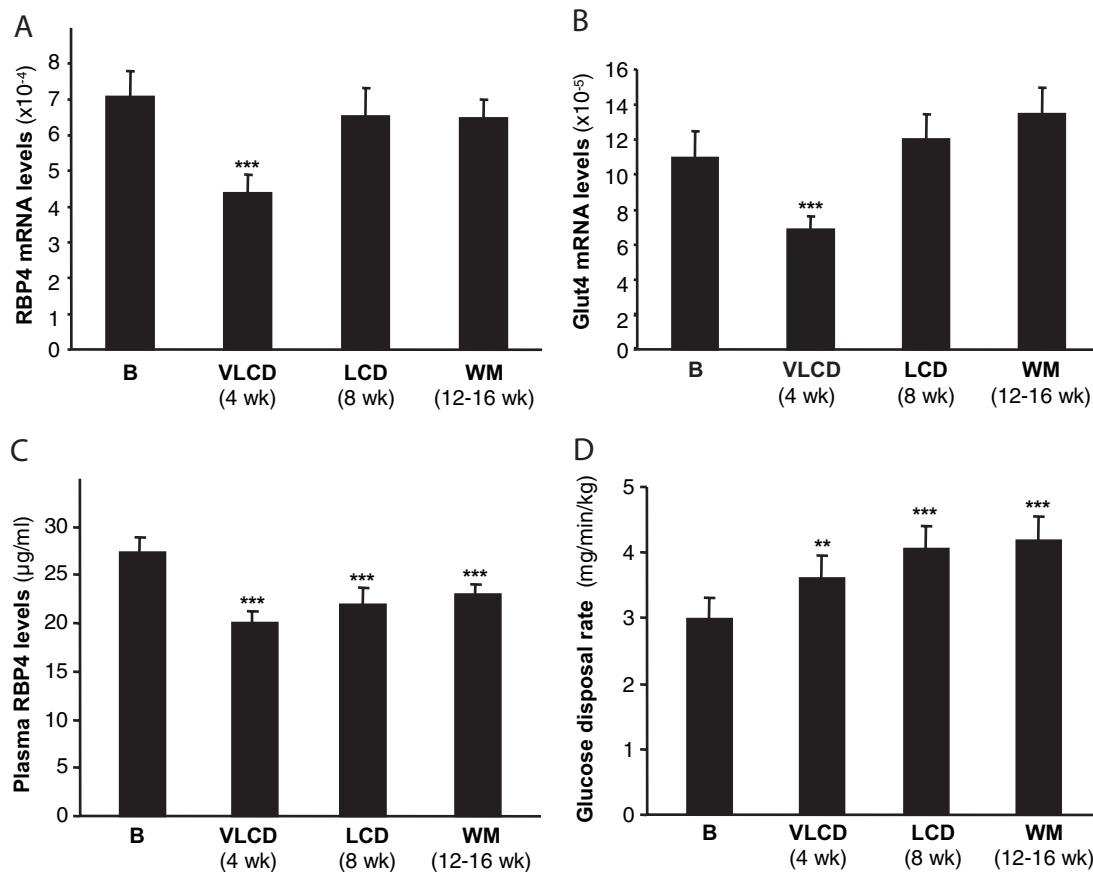 A
RBP4 mRNA levels (x10-4)
8
7
6
5
4
3
2
1
0
***
B
VLCD
(4 wk)
LCD
(8 wk)
WM
(12-16 wk)
B
Glut4 mRNA levels (x10-5)
16
14
12
10
8
6
4
2
0
***
B
VLCD
(4 wk)
LCD
(8 wk)
WM
(12-16 wk)
C
Plasma RBP4 levels (µg/ml)
30
25
20
15
10
5
0
***
***
***
B
VLCD
(4 wk)
LCD
(8 wk)
WM
(12-16 wk)
D
Glucose disposal rate (mg/min/kg)
5
4
3
2
1
0
**
***
***
B
VLCD
(4 wk)
LCD
(8 wk)
WM
(12-16 wk)